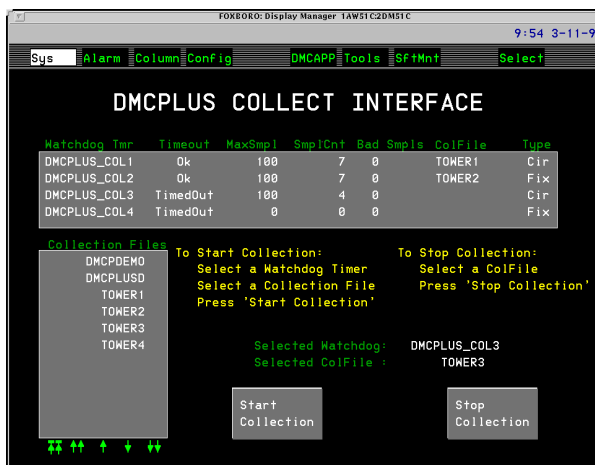 FOXBORO: Display Manager 1AW51C:2DM51C
9:54 3-11-9
Sys Alarm Column Config DMCAPP Tools SftMnt Select
DMCPLUS COLLECT INTERFACE
Watchdog Tmr Timeout MaxSmpl SmplCnt Bad Smpls ColFile Type
DMCPLUS_COL1 Ok 100 7 0 TOWER1 Cir
DMCPLUS_COL2 Ok 100 7 0 TOWER2 Fix
DMCPLUS_COL3 TimedOut 100 4 0 Cir
DMCPLUS_COL4 TimedOut 0 0 0 Fix
Collection Files
DMCPDEMO
DMCPLUSD
TOWER1
TOWER2
TOWER3
TOWER4
To Start Collection:
Select a Watchdog Timer
Select a Collection File
Press 'Start Collection'
To Stop Collection:
Select a ColFile
Press 'Stop Collection'
Selected Watchdog: DMCPLUS_COL3
Selected ColFile : TOWER3
Start
Collection
Stop
Collection